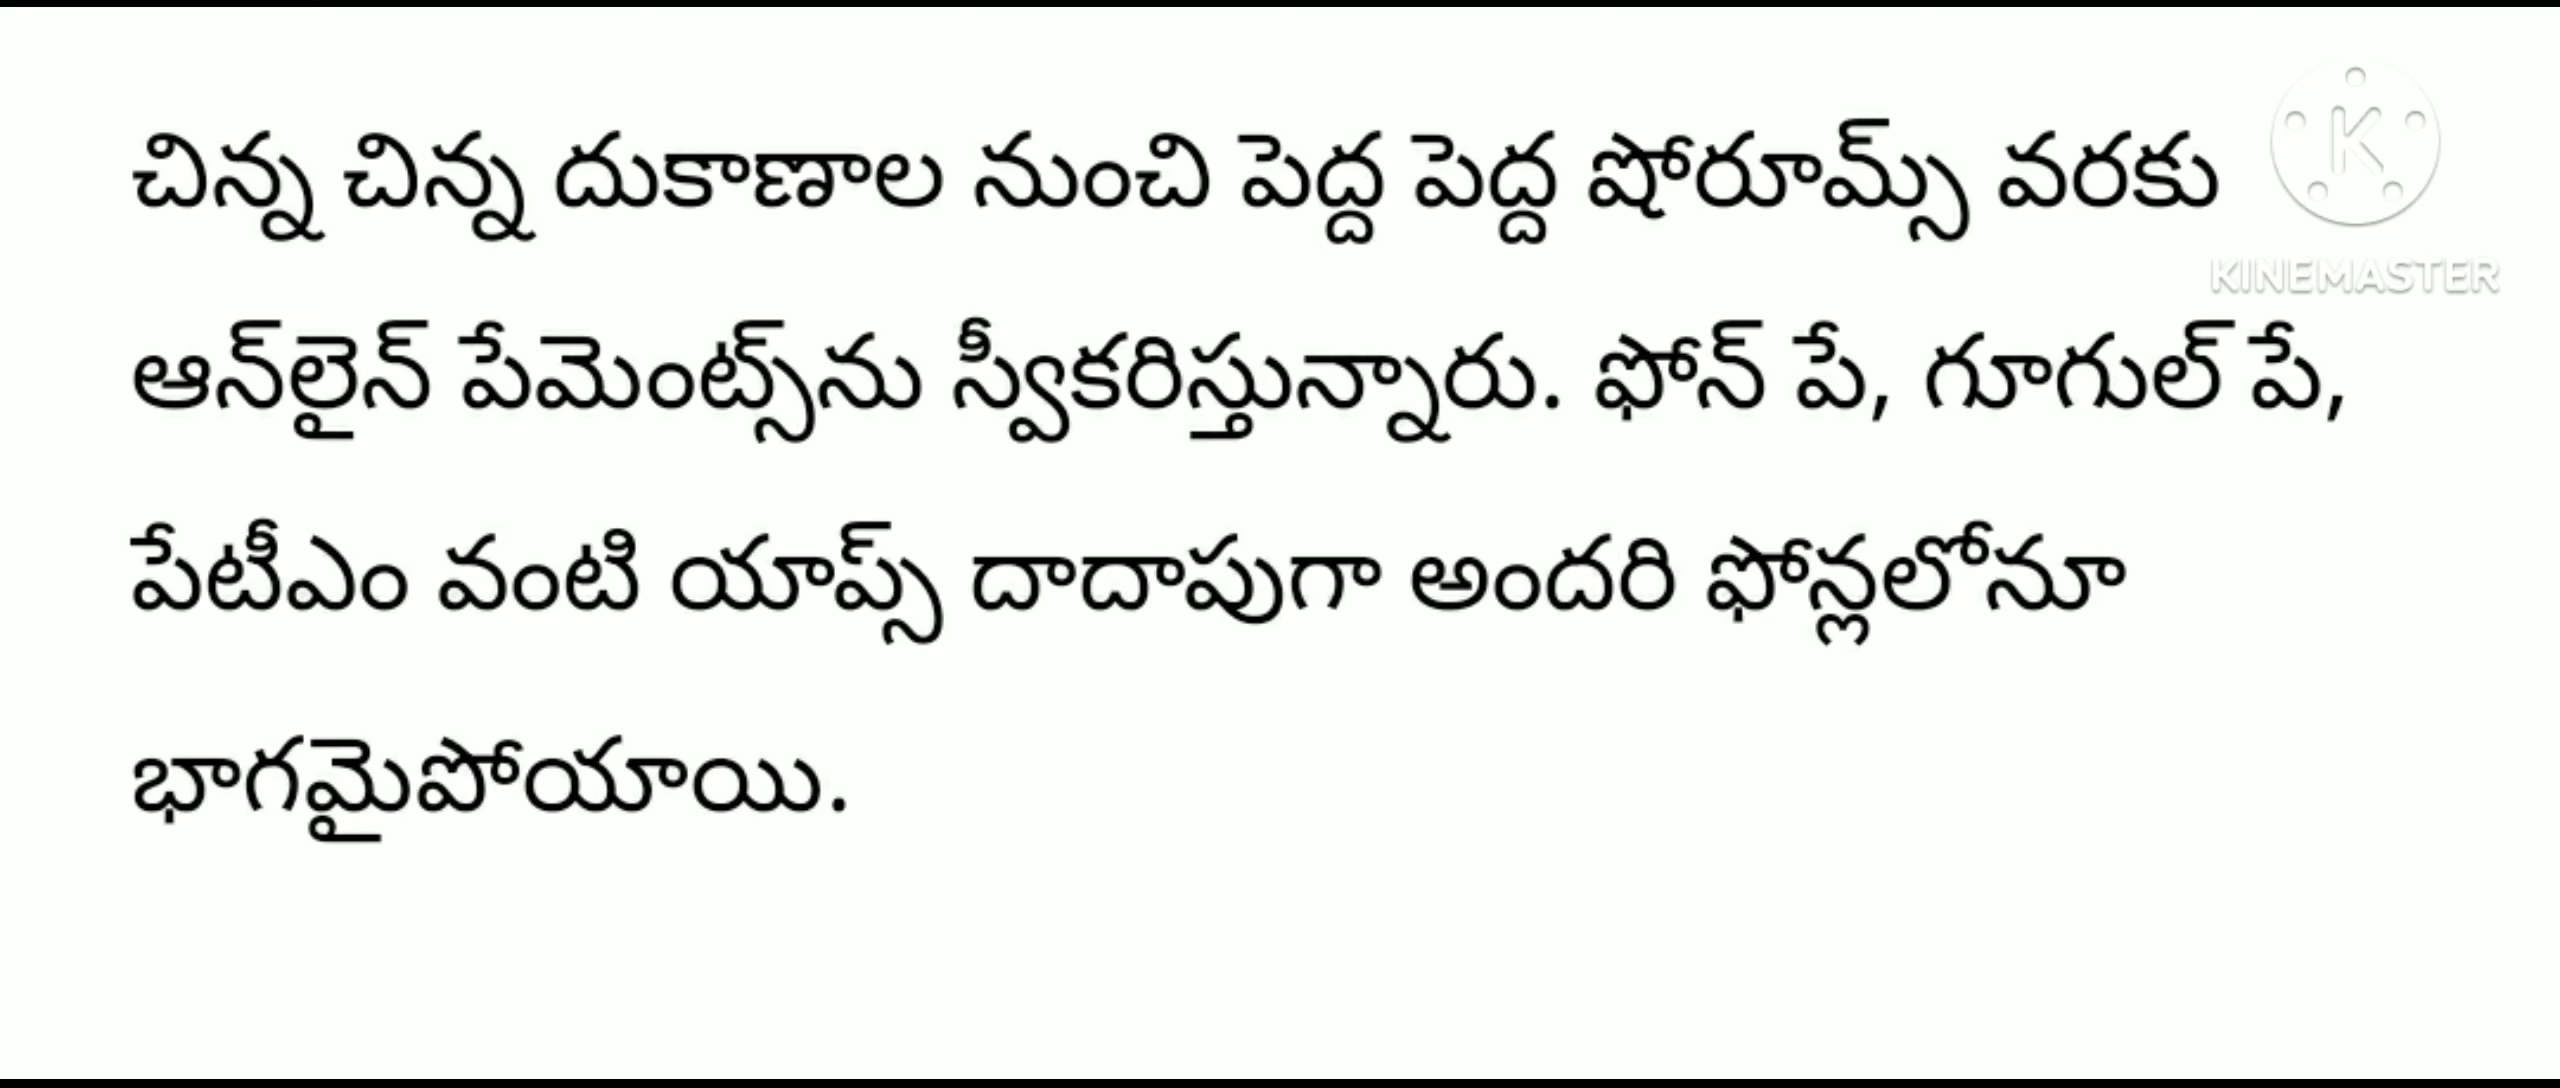 చిన్న చిన్న దుకాణాల నుంచి పెద్ద పెద్ద షోరూమ్స్ వరకు
KINEMASTER
ఆన్‌లైన్ పేమెంట్స్‌ను స్వీకరిస్తున్నారు. ఫోన్ పే, గూగుల్ పే,
పేటీఎం వంటి యాప్స్ దాదాపుగా అందరి ఫోన్లలోనూ
భాగమైపోయాయి.